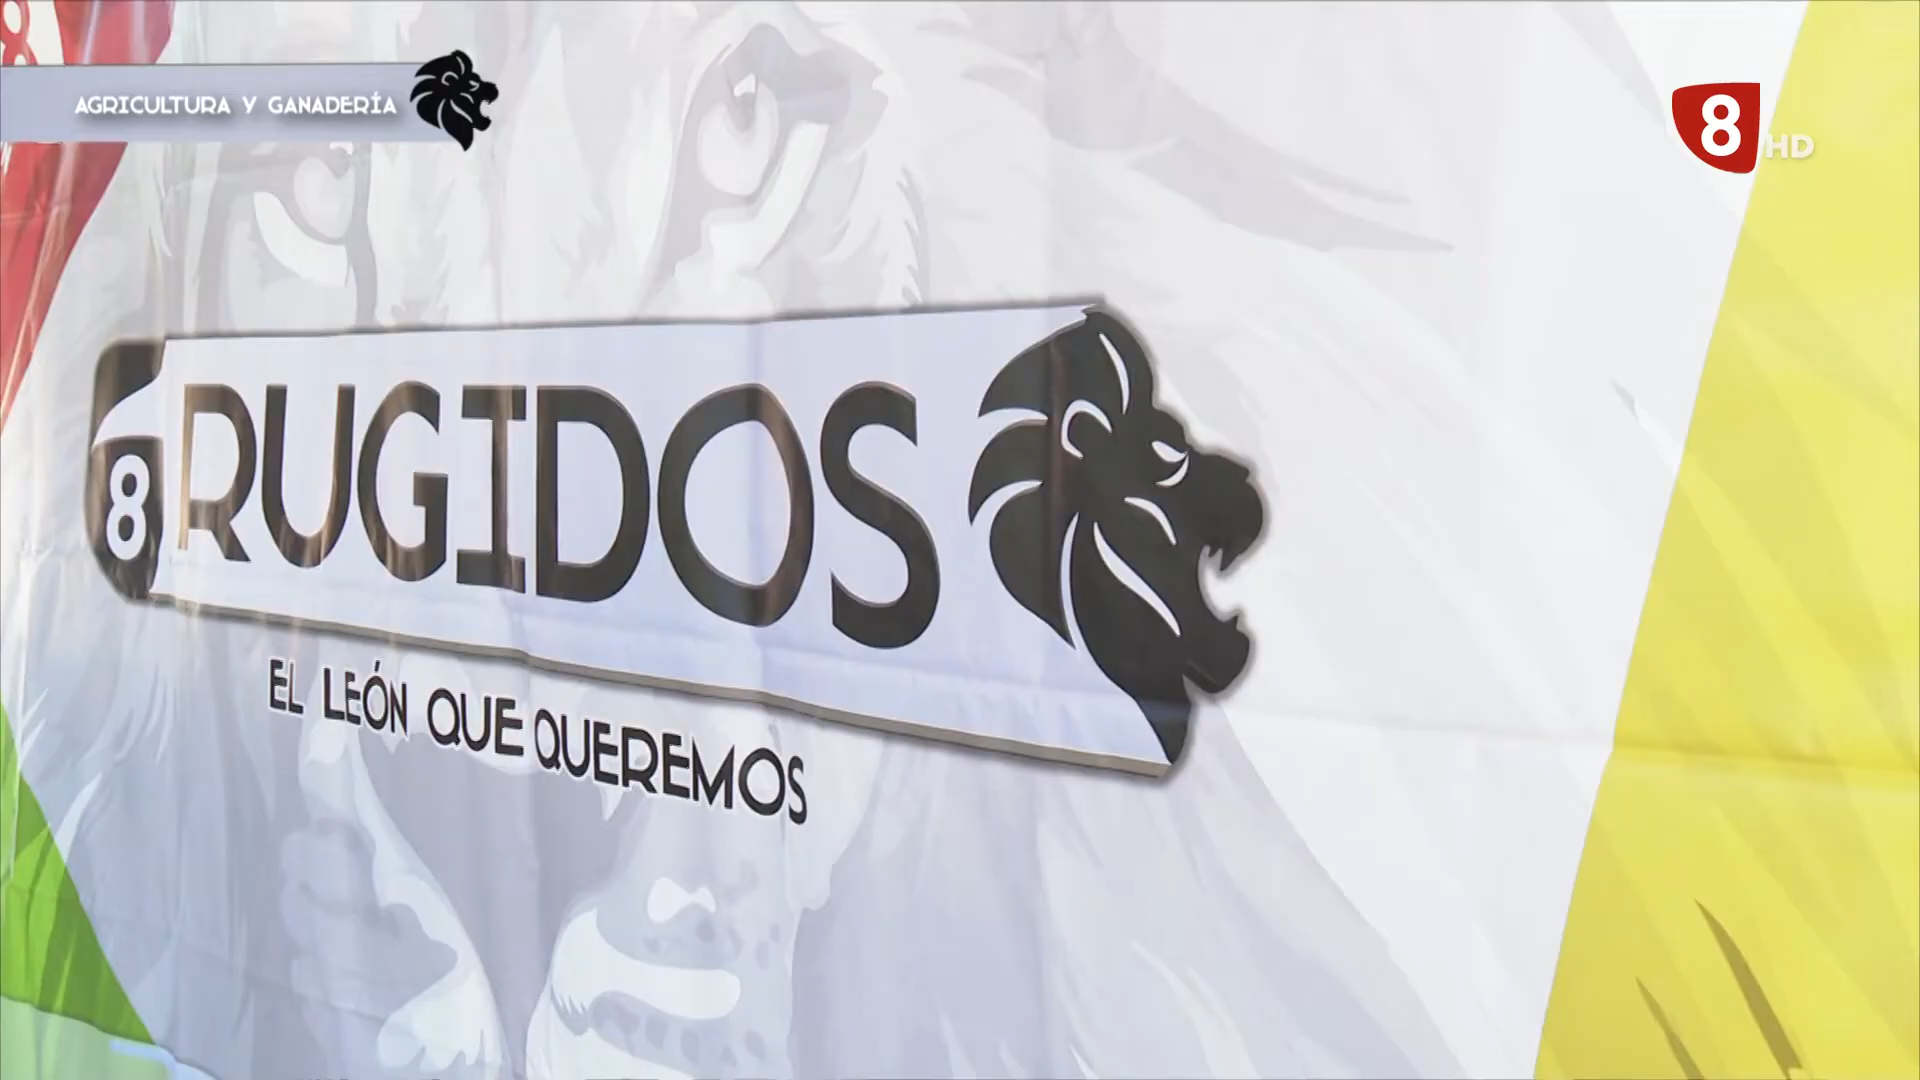 AGRICULTURA Y GANADERÍA
8 HD
8 RUGIDOS
EL LEÓN QUE QUEREMOS